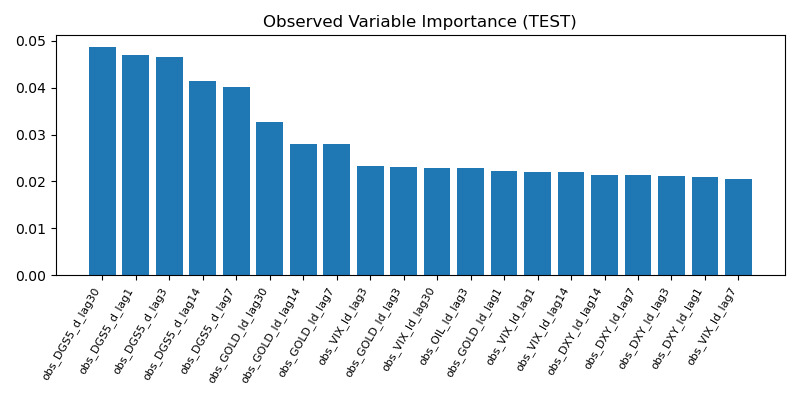 Observed Variable Importance (TEST)
0.05
0.04
0.03
0.02
0.01
0.00
obs_DGS5_d_lag30
obs_DGS5_d_lag1
obs_DGS5_d_lag3
obs_DGS5_d_lag14
obs_DGS5_d_lag7
obs_GOLD_ld_lag30
obs_GOLD_ld_lag14
obs_GOLD_ld_lag7
obs_VIX_ld_lag3
obs_GOLD_ld_lag3
obs_VIX_ld_lag30
obs_OIL_ld_lag3
obs_GOLD_ld_lag1
obs_VIX_ld_lag1
obs_VIX_ld_lag14
obs_DXY_ld_lag14
obs_DXY_ld_lag7
obs_DXY_ld_lag3
obs_DXY_ld_lag1
obs_VIX_ld_lag7